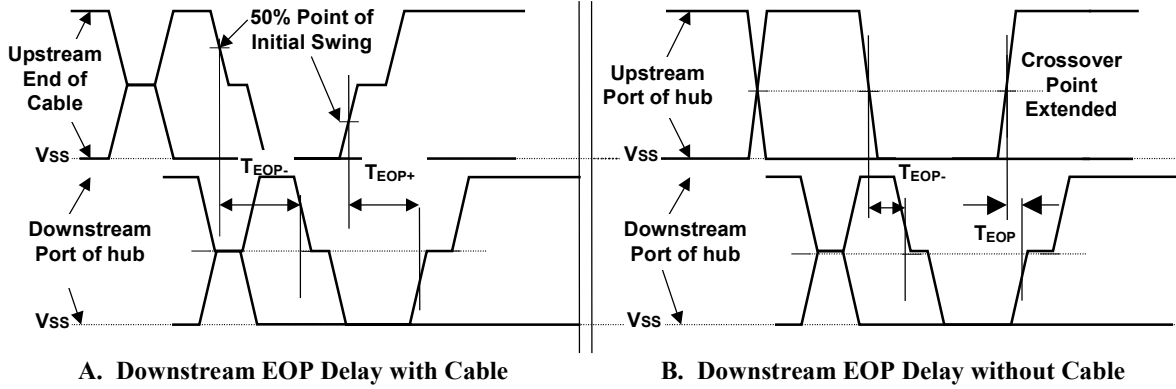 50% Point of
Initial Swing
Upstream
End of
Cable
VSS
TEOP-
TEOP+
Downstream
Port of hub
VSS
A. Downstream EOP Delay with Cable
Upstream
Port of hub
Crossover
Point
Extended
VSS
TEOP-
TEOP
Downstream
Port of hub
VSS
B. Downstream EOP Delay without Cable